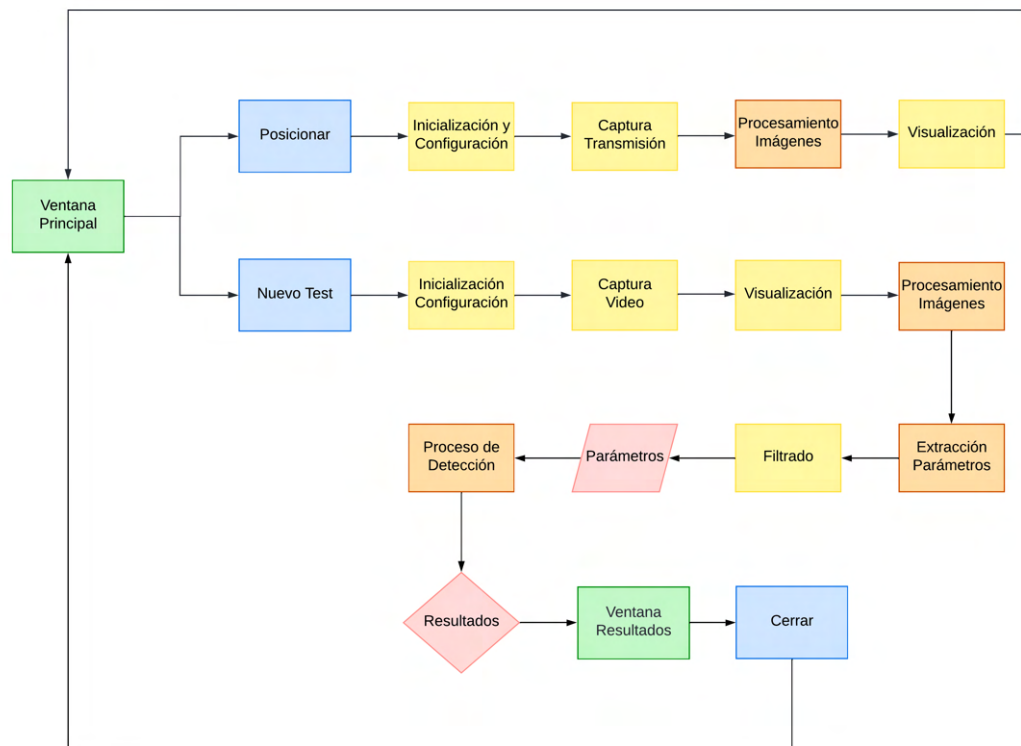 Posicionar
Inicialización y
Configuración
Captura
Transmisión
Procesamiento
Imágenes
Visualización
Ventana
Principal
Nuevo Test
Inicialización
Configuración
Captura
Video
Visualización
Procesamiento
Imágenes
Proceso de
Detección
Parámetros
Filtrado
Extracción
Parámetros
Resultados
Ventana
Resultados
Cerrar